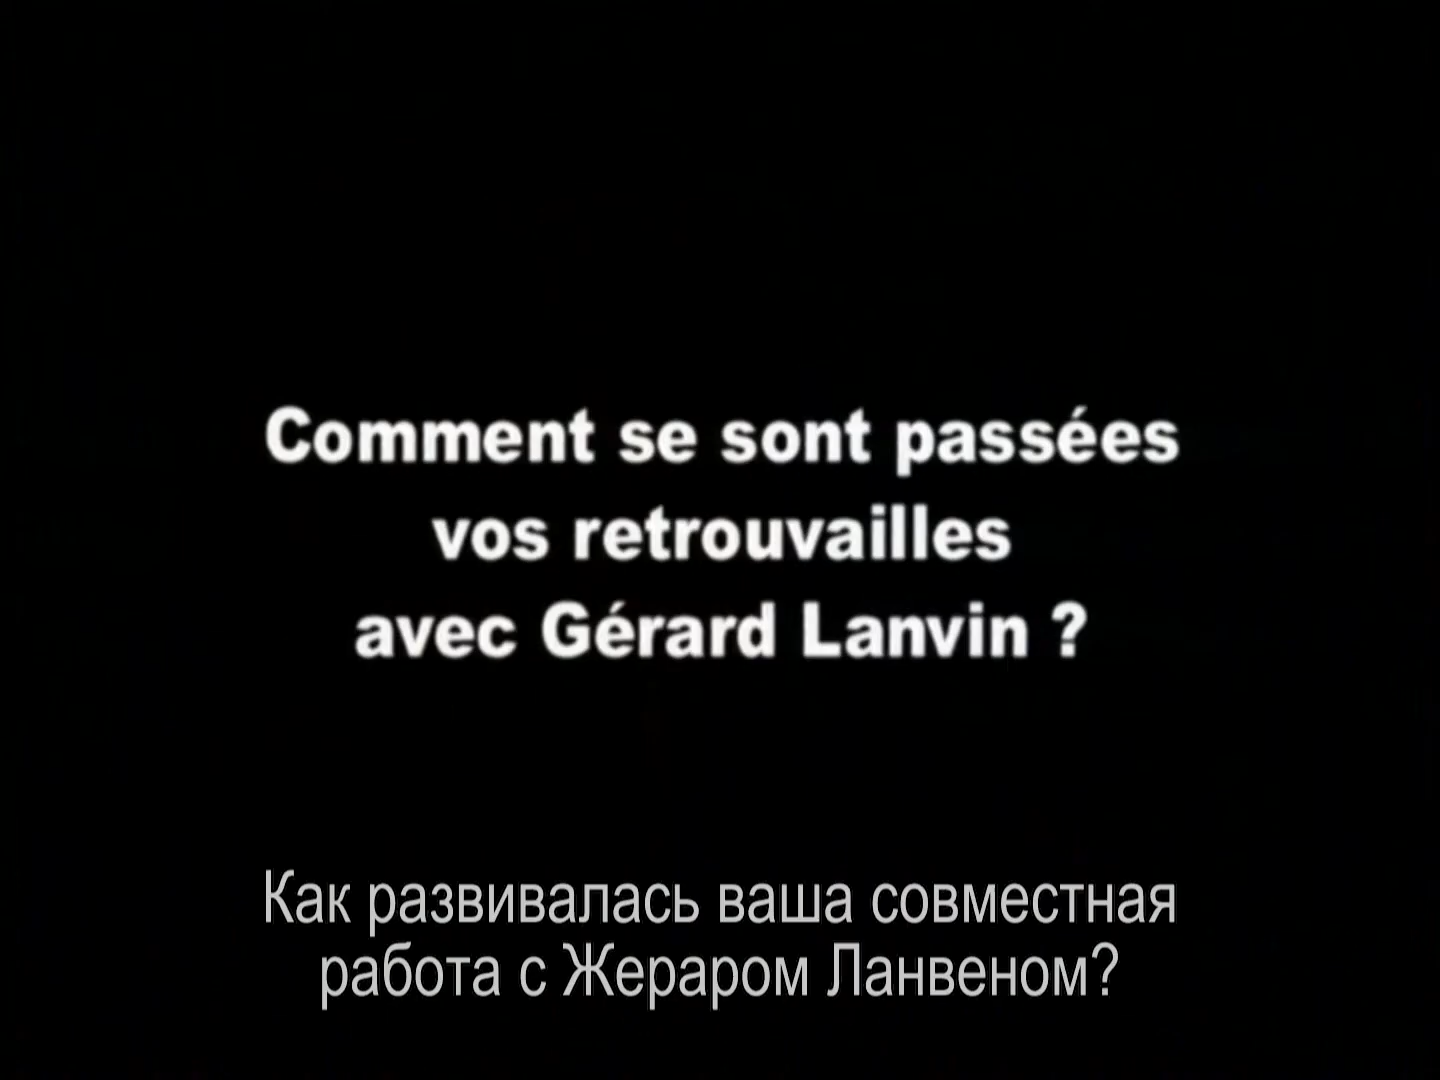 Comment se sont passées
vos retrouvailles
avec Gérard Lanvin ?
Как развивалась ваша совместная
работа с Жераром Ланвеном?